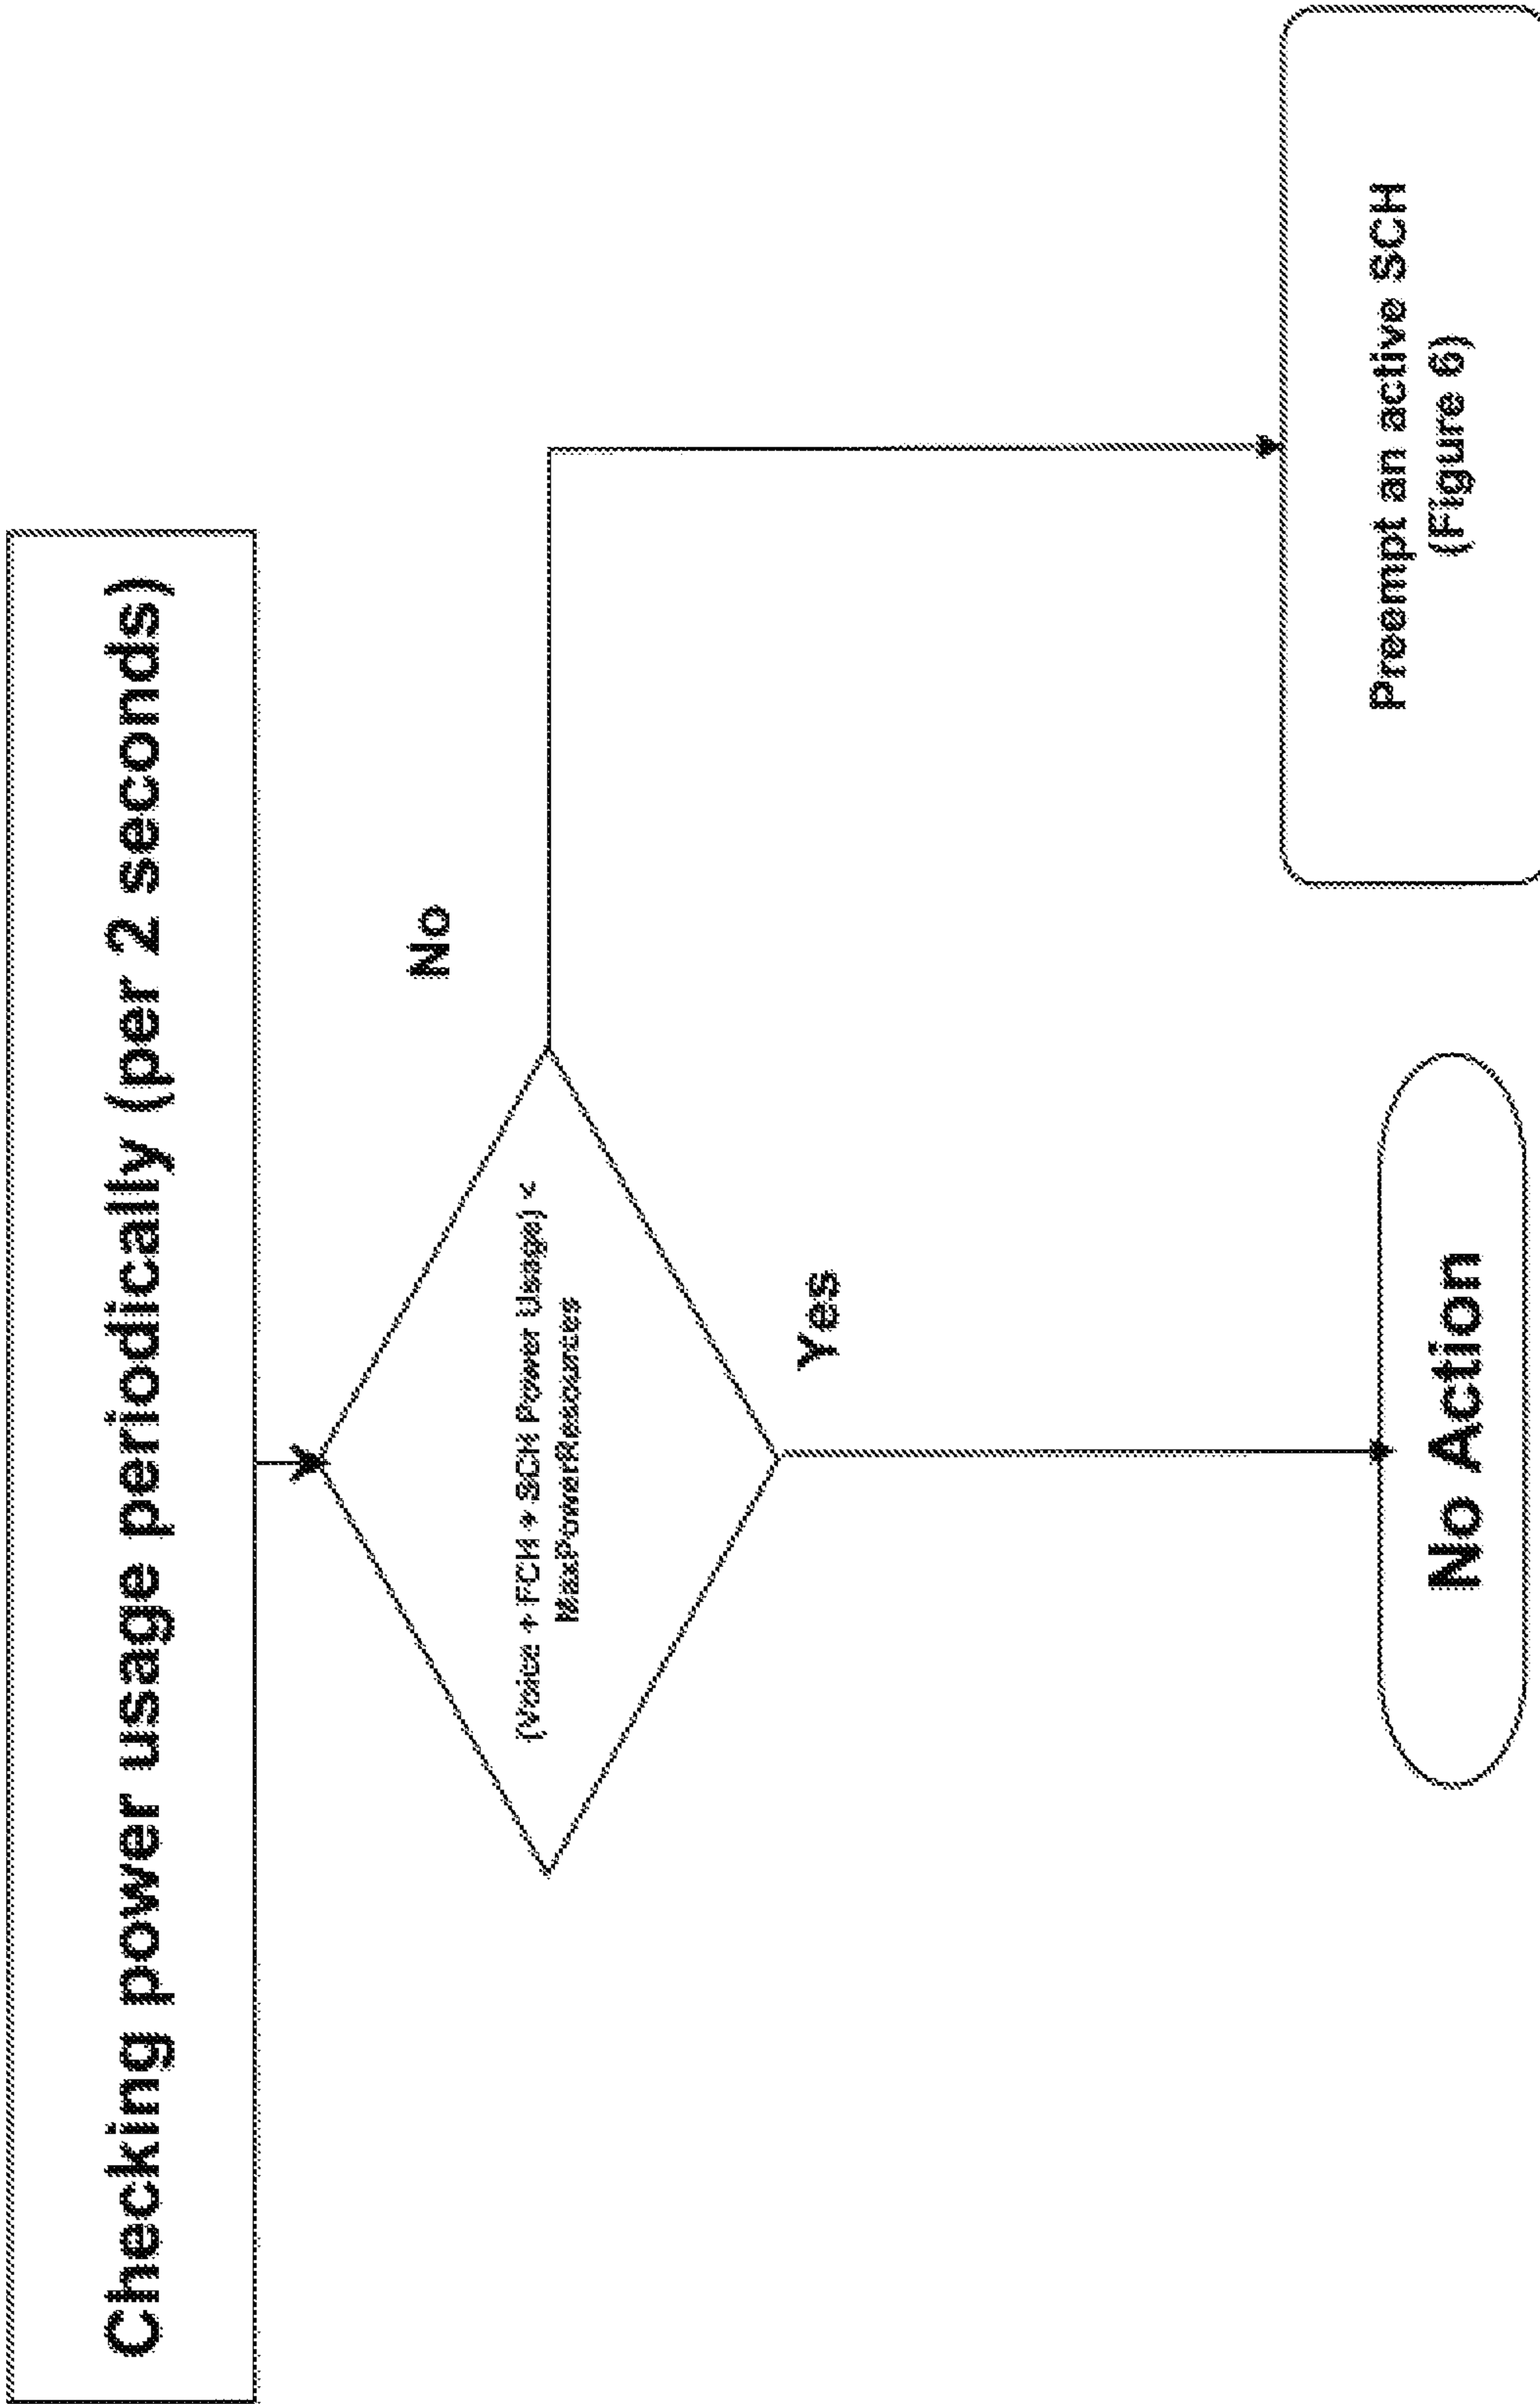 Checking power usage periodically (per 2 seconds)
(Voice + FCH + SCH Power Usage) <
MaxPowerResources
No
Yes
Preempt an active SCH
(Figure 6)
No Action